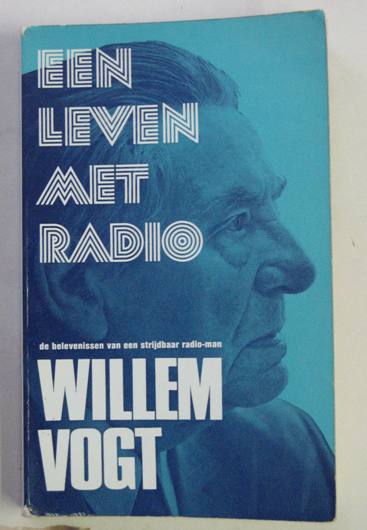 EEN
LEVEN
MET
RADIO
de belevenissen van een strijdbaar radio-man
WILLEM
VOGT